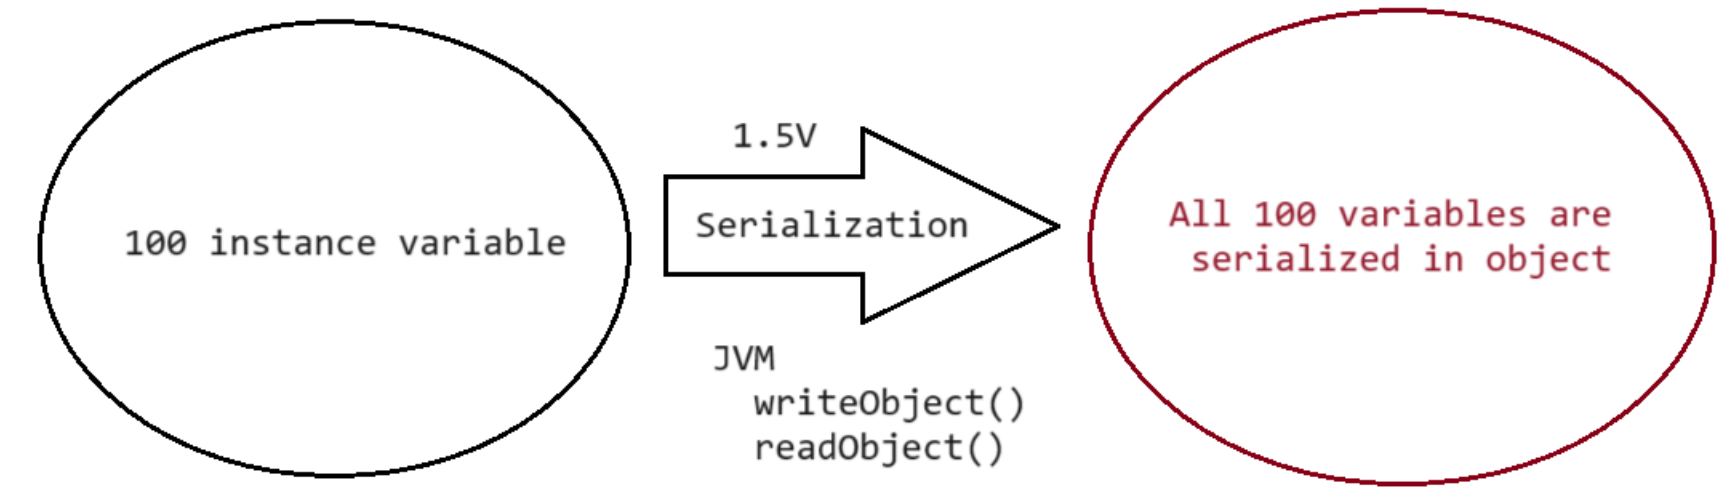 100 instance variable
1.5V
Serialization
JVM
writeObject()
readObject()
All 100 variables are
serialized in object